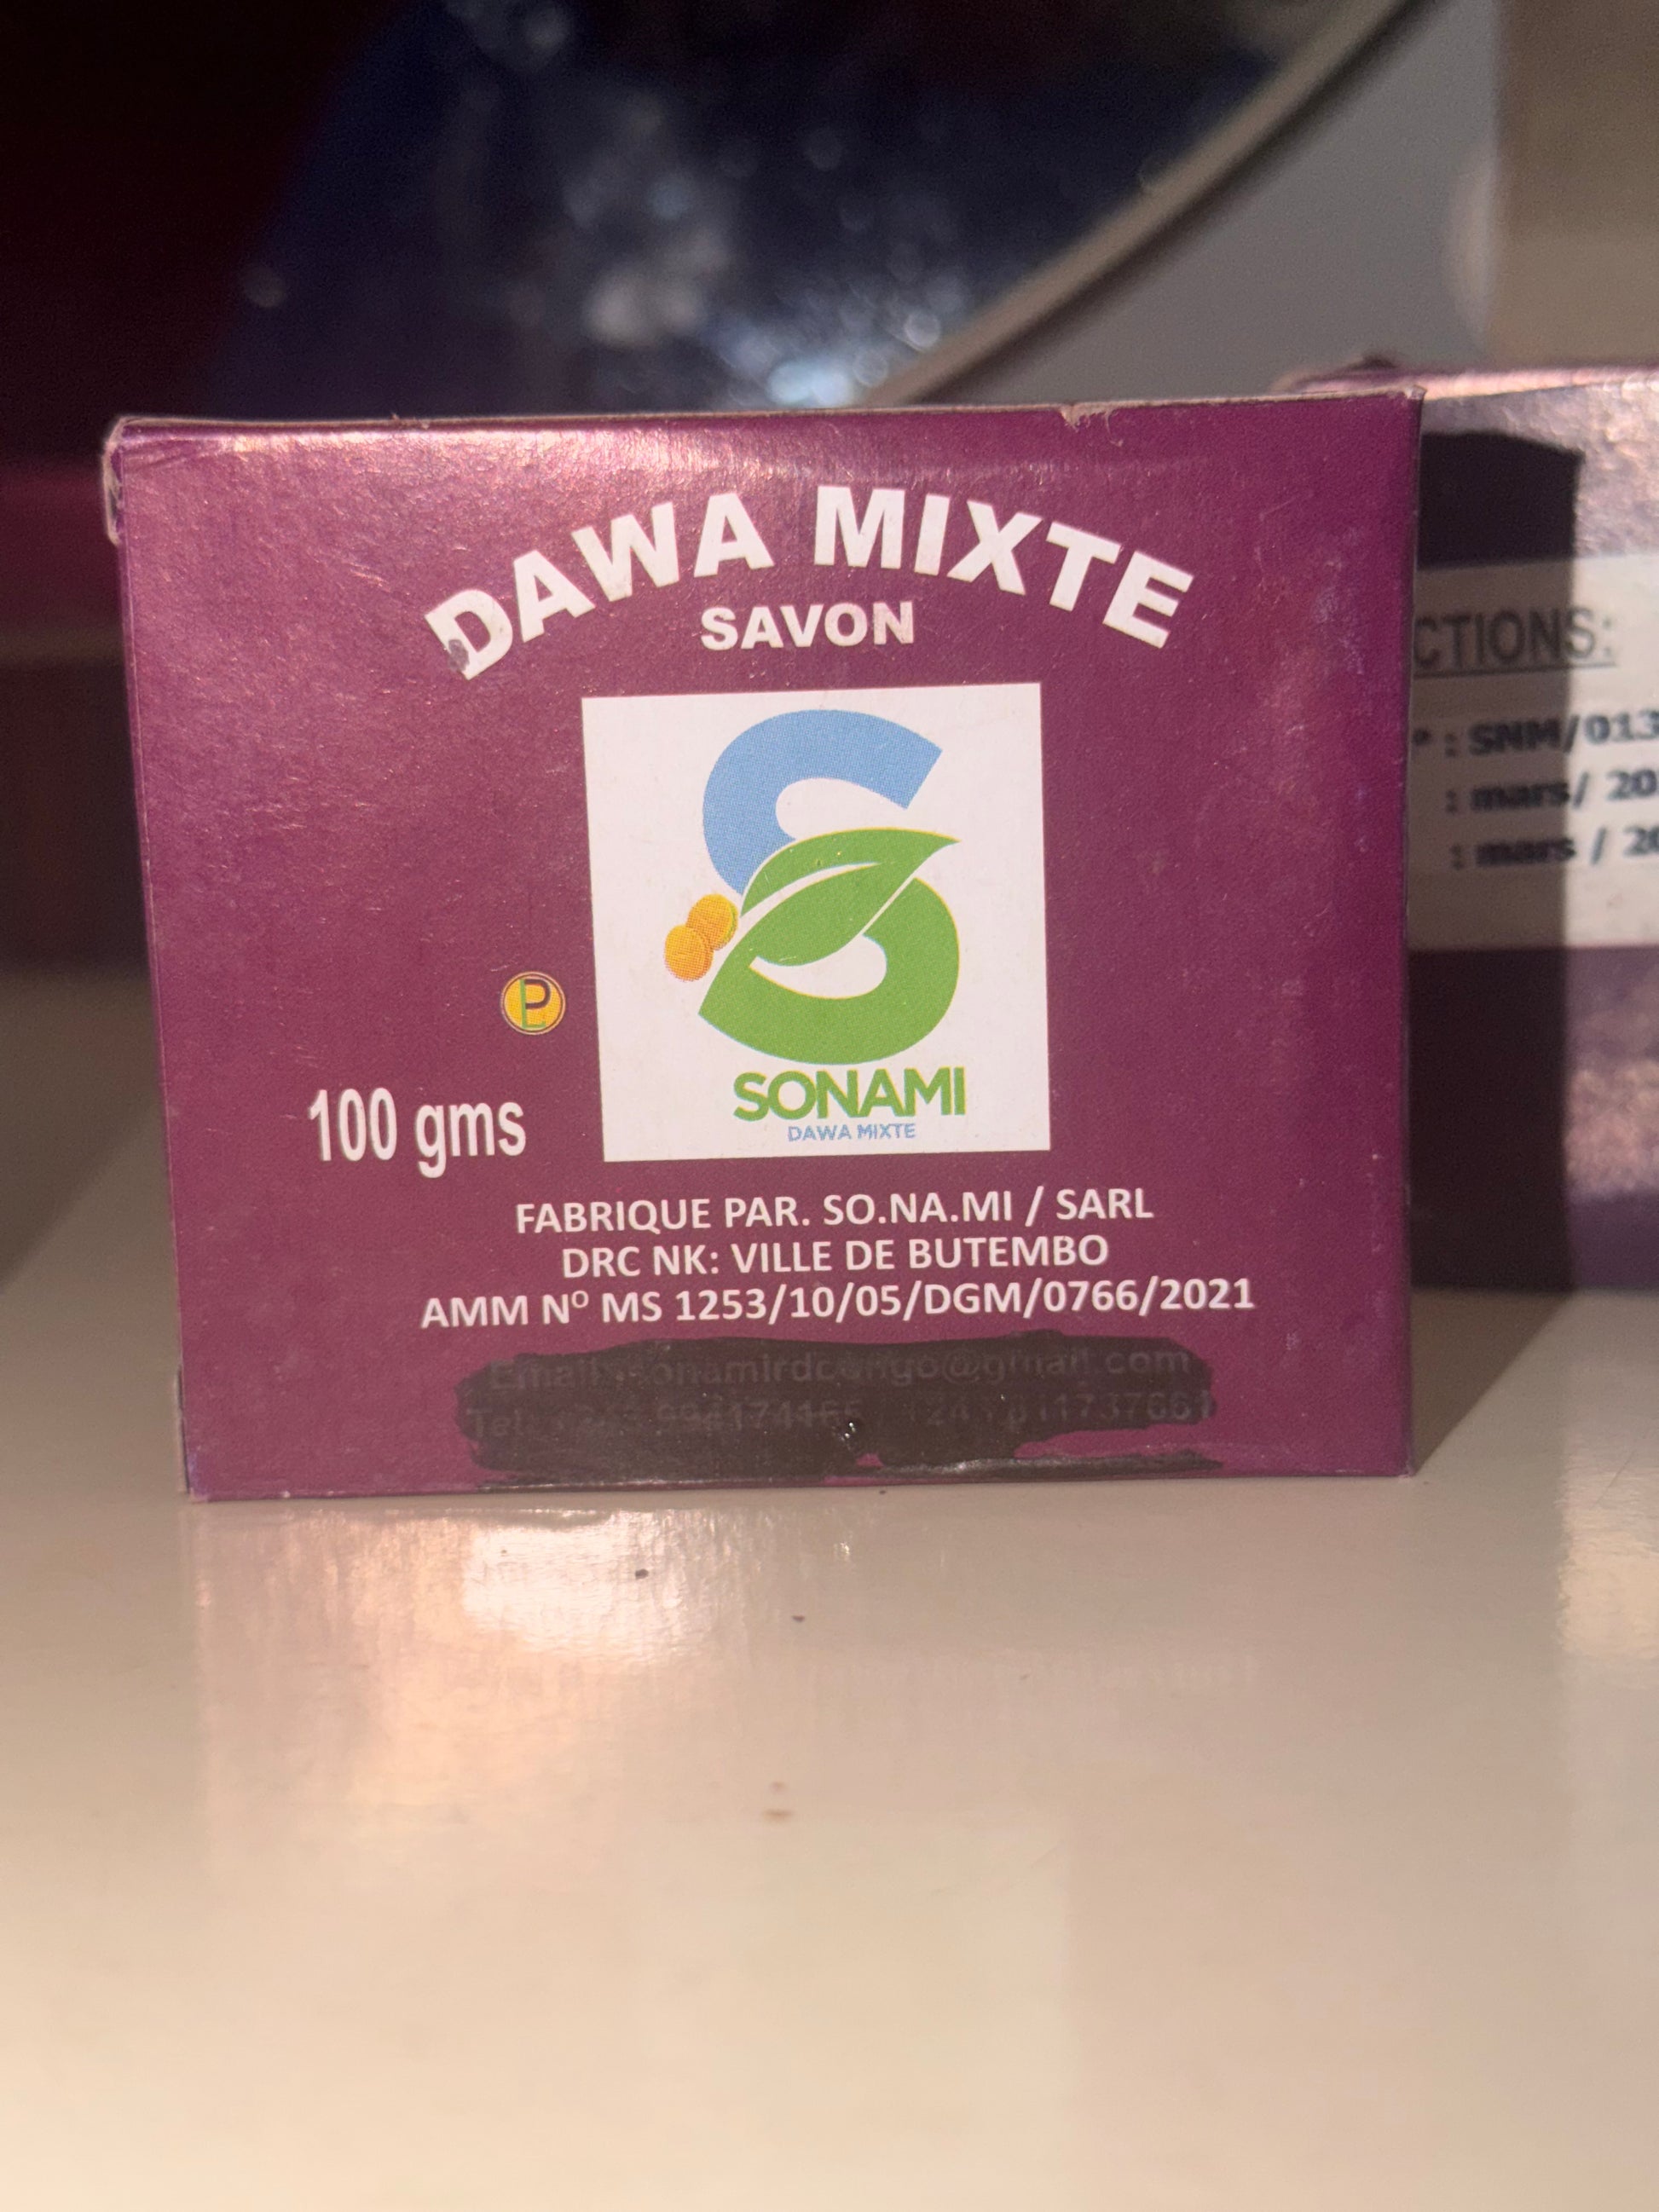 DAWA MIXTE
SAVON
SONAMI
DAWA MIXTE
100 gms
FABRIQUE PAR. SO.NA.MI / SARL
DRC NK: VILLE DE BUTEMBO
AMM Nº MS 1253/10/05/DGM/0766/2021
CTIONS:
: SNM/013
: mars/ 20
: mars / 20